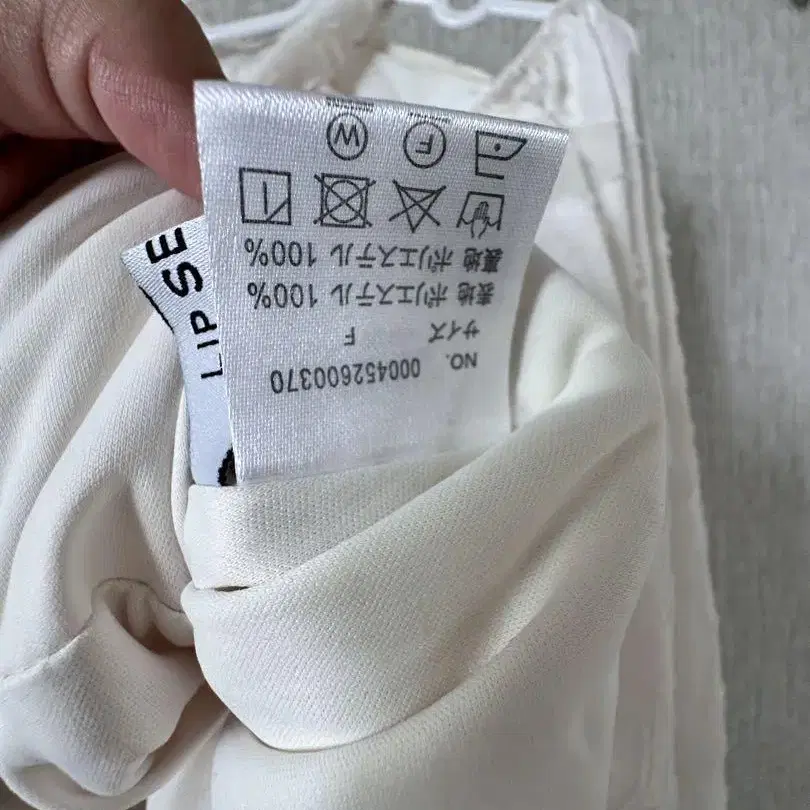 NO. 0004452600370
サイズ F
表地 ポリエステル 100%
裏地 ポリエステル 100%
F
W
SE
LIP